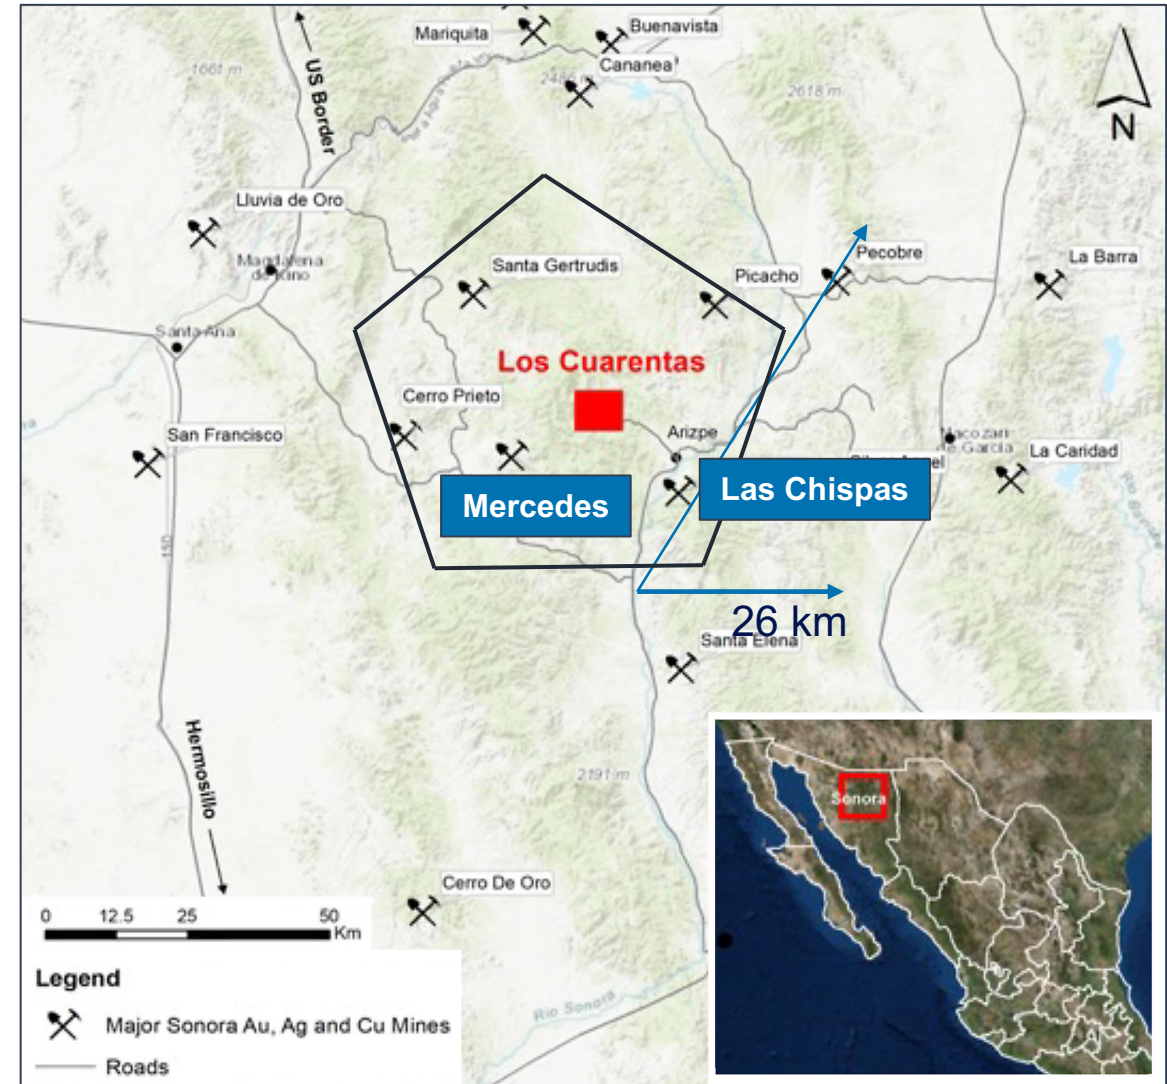 Mariquita
Buenavista
Cananea
1661 m
2618 m
US Border
N
Lluvia de Oro
Magdalena
de Kino
Santa Gertrudis
Picacho
Pecobre
La Barra
Santa Ana
Los Cuarentas
Cerro Prieto
Arizpe
San Francisco
Nacozari
de García
La Caridad
Mercedes
Las Chispas
150
26 km
Santa Elena
Hermosillo
2191 m
Cerro De Oro
Sonora
0 12.5 25 50
Km
Legend
Major Sonora Au, Ag and Cu Mines
Roads
Rio Sonora